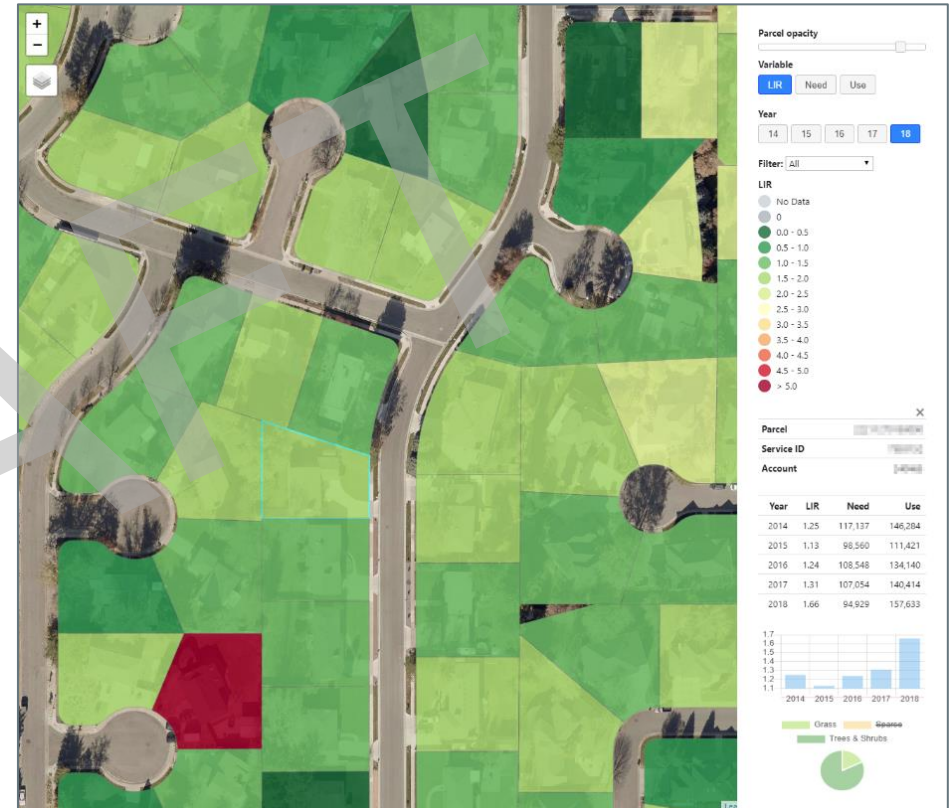 +
−
Parcel opacity
Variable
LIR Need Use
Year
14 15 16 17 18
Filter: All
LIR
No Data
0
0.0 - 0.5
0.5 - 1.0
1.0 - 1.5
1.5 - 2.0
2.0 - 2.5
2.5 - 3.0
3.0 - 3.5
3.5 - 4.0
4.0 - 4.5
4.5 - 5.0
> 5.0
×
Parcel
Service ID
Account
Year LIR Need Use
2014 1.25 117,137 146,284
2015 1.13 98,560 111,421
2016 1.24 108,548 134,140
2017 1.31 107,054 140,414
2018 1.66 94,929 157,633
1.7
1.6
1.5
1.4
1.3
1.2
1.1
2014 2015 2016 2017 2018
Grass Sparse
Trees & Shrubs